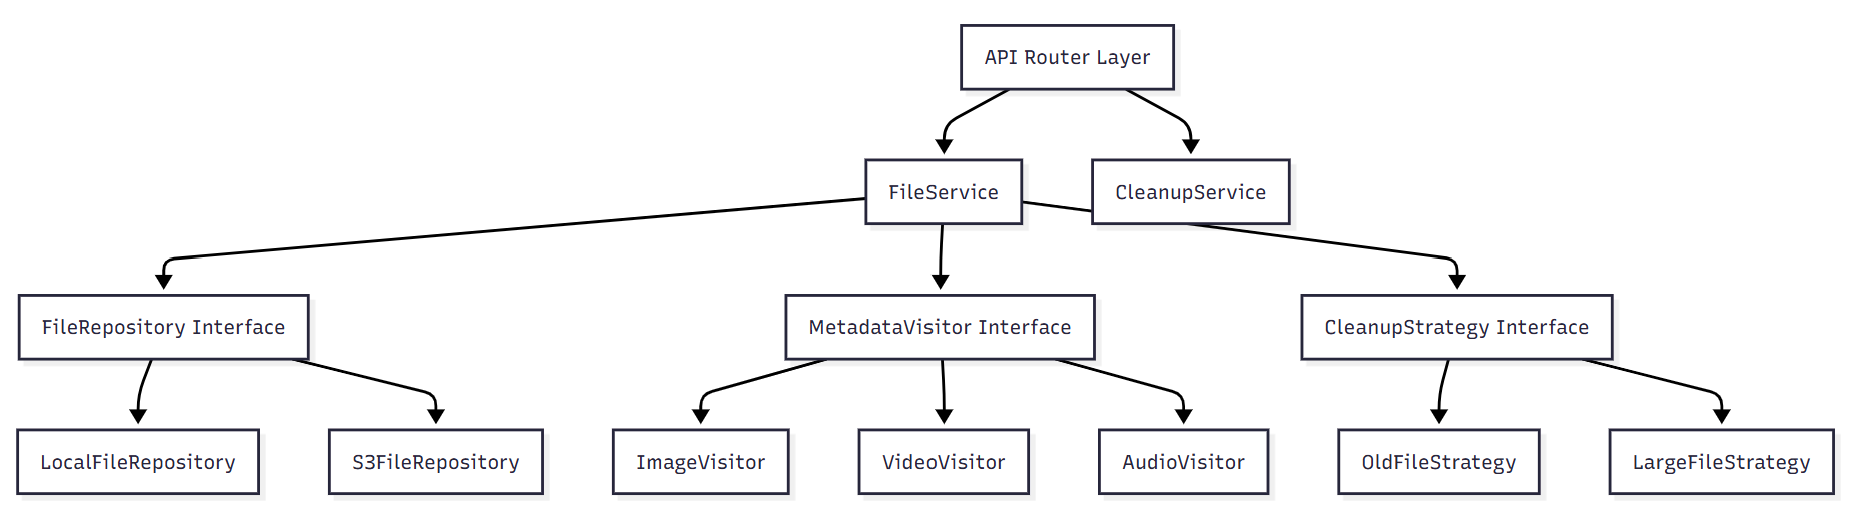 API Router Layer
FileService
CleanupService
FileRepository Interface
MetadataVisitor Interface
CleanupStrategy Interface
LocalFileRepository
S3FileRepository
ImageVisitor
VideoVisitor
AudioVisitor
OldFileStrategy
LargeFileStrategy